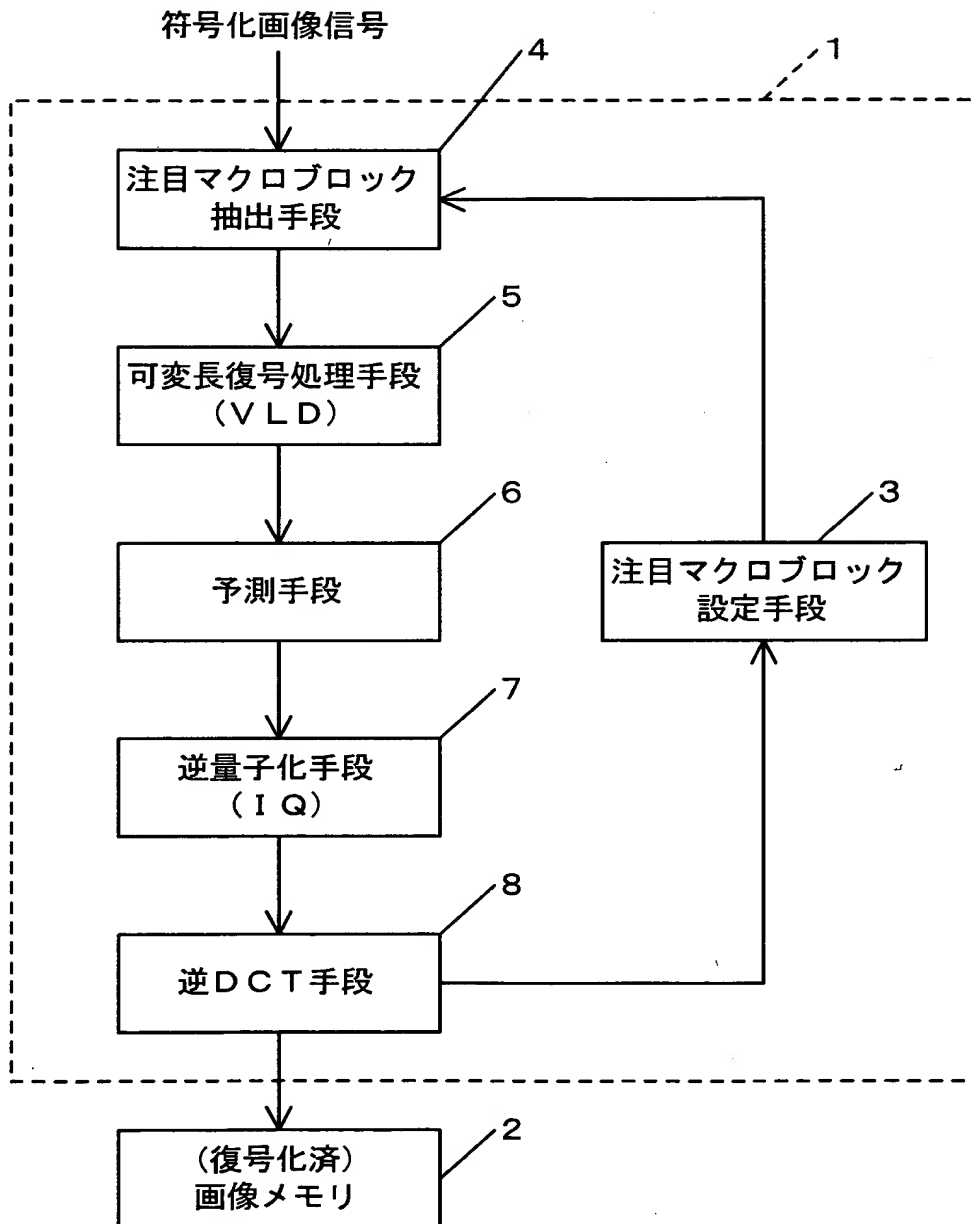 符号化画像信号
4
1
注目マクロブロック
抽出手段
5
可変長復号処理手段
(VLD)
6
3
予測手段
注目マクロブロック
設定手段
7
逆量子化手段
(IQ)
8
逆DCT手段
2
(復号化済)
画像メモリ